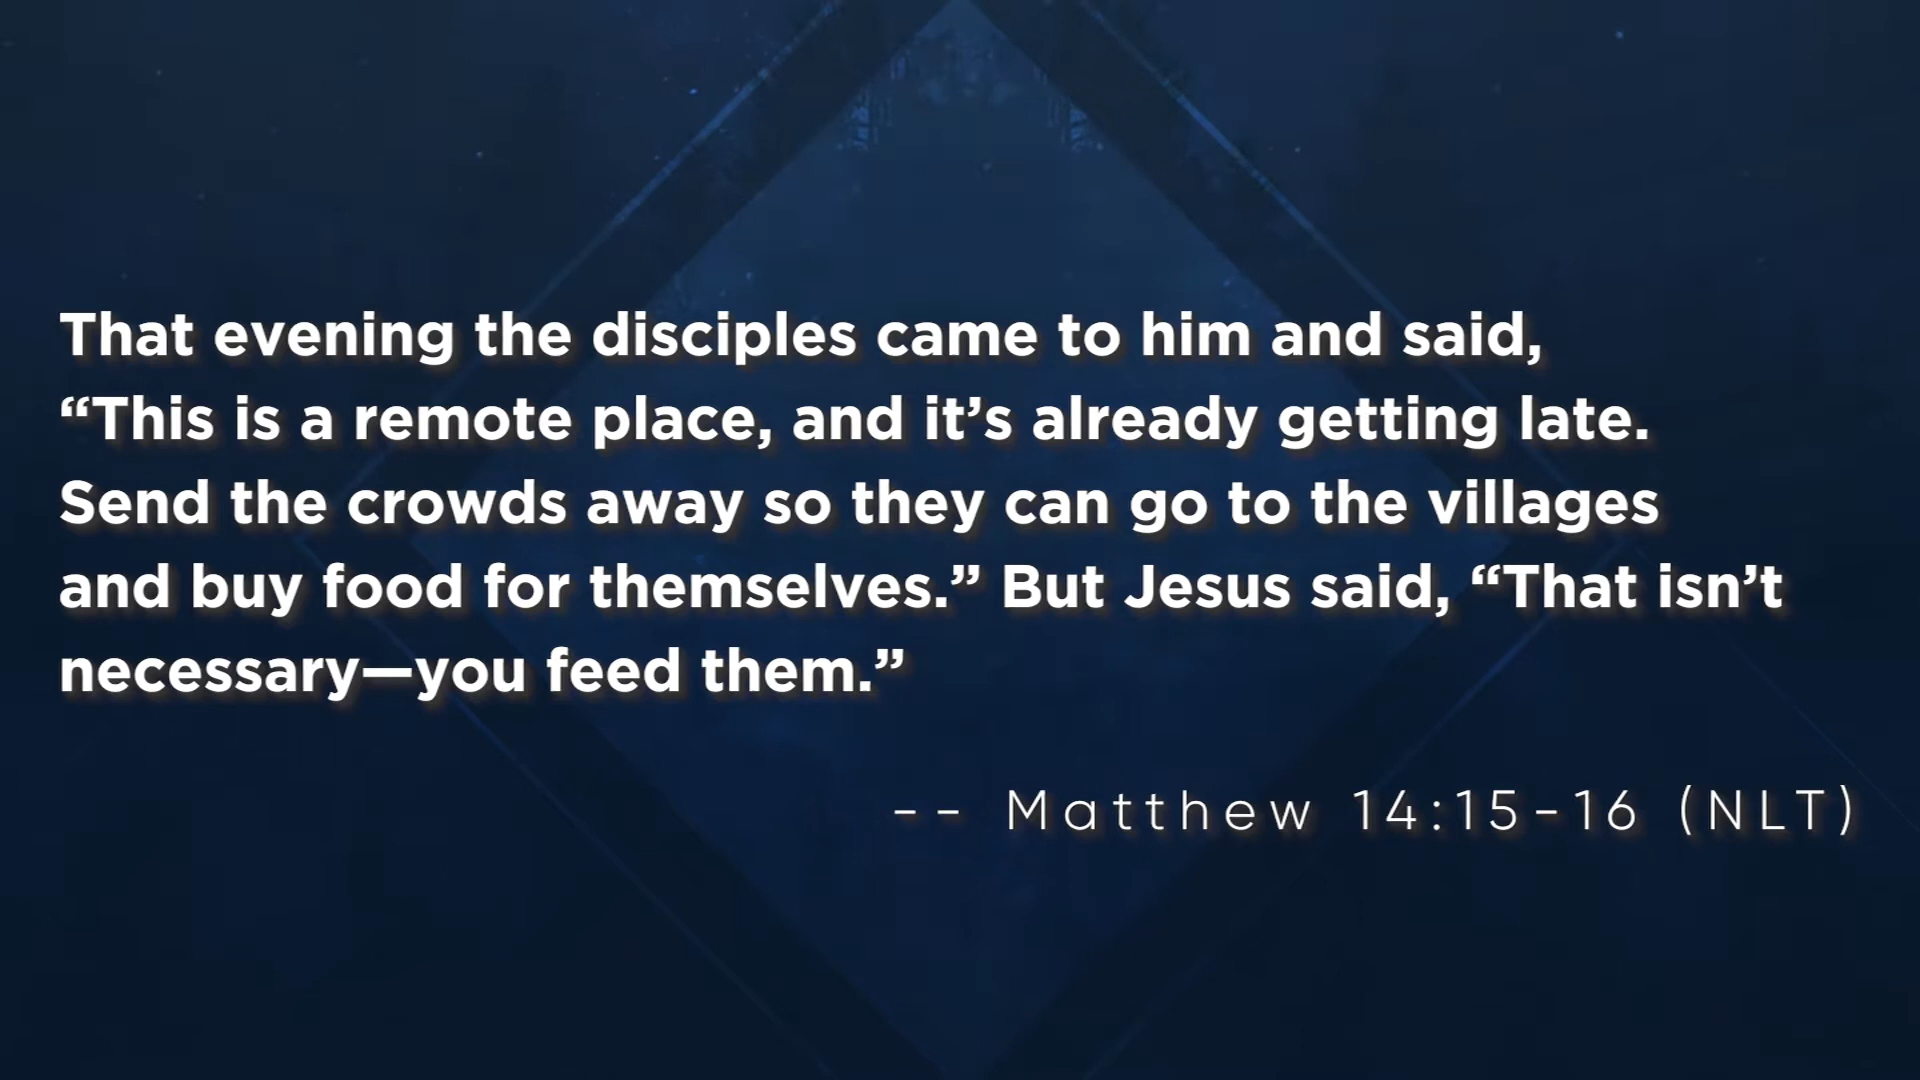 That evening the disciples came to him and said,
“This is a remote place, and it’s already getting late.
Send the crowds away so they can go to the villages
and buy food for themselves.” But Jesus said, “That isn’t
necessary—you feed them.”
-- Matthew 14:15-16 (NLT)